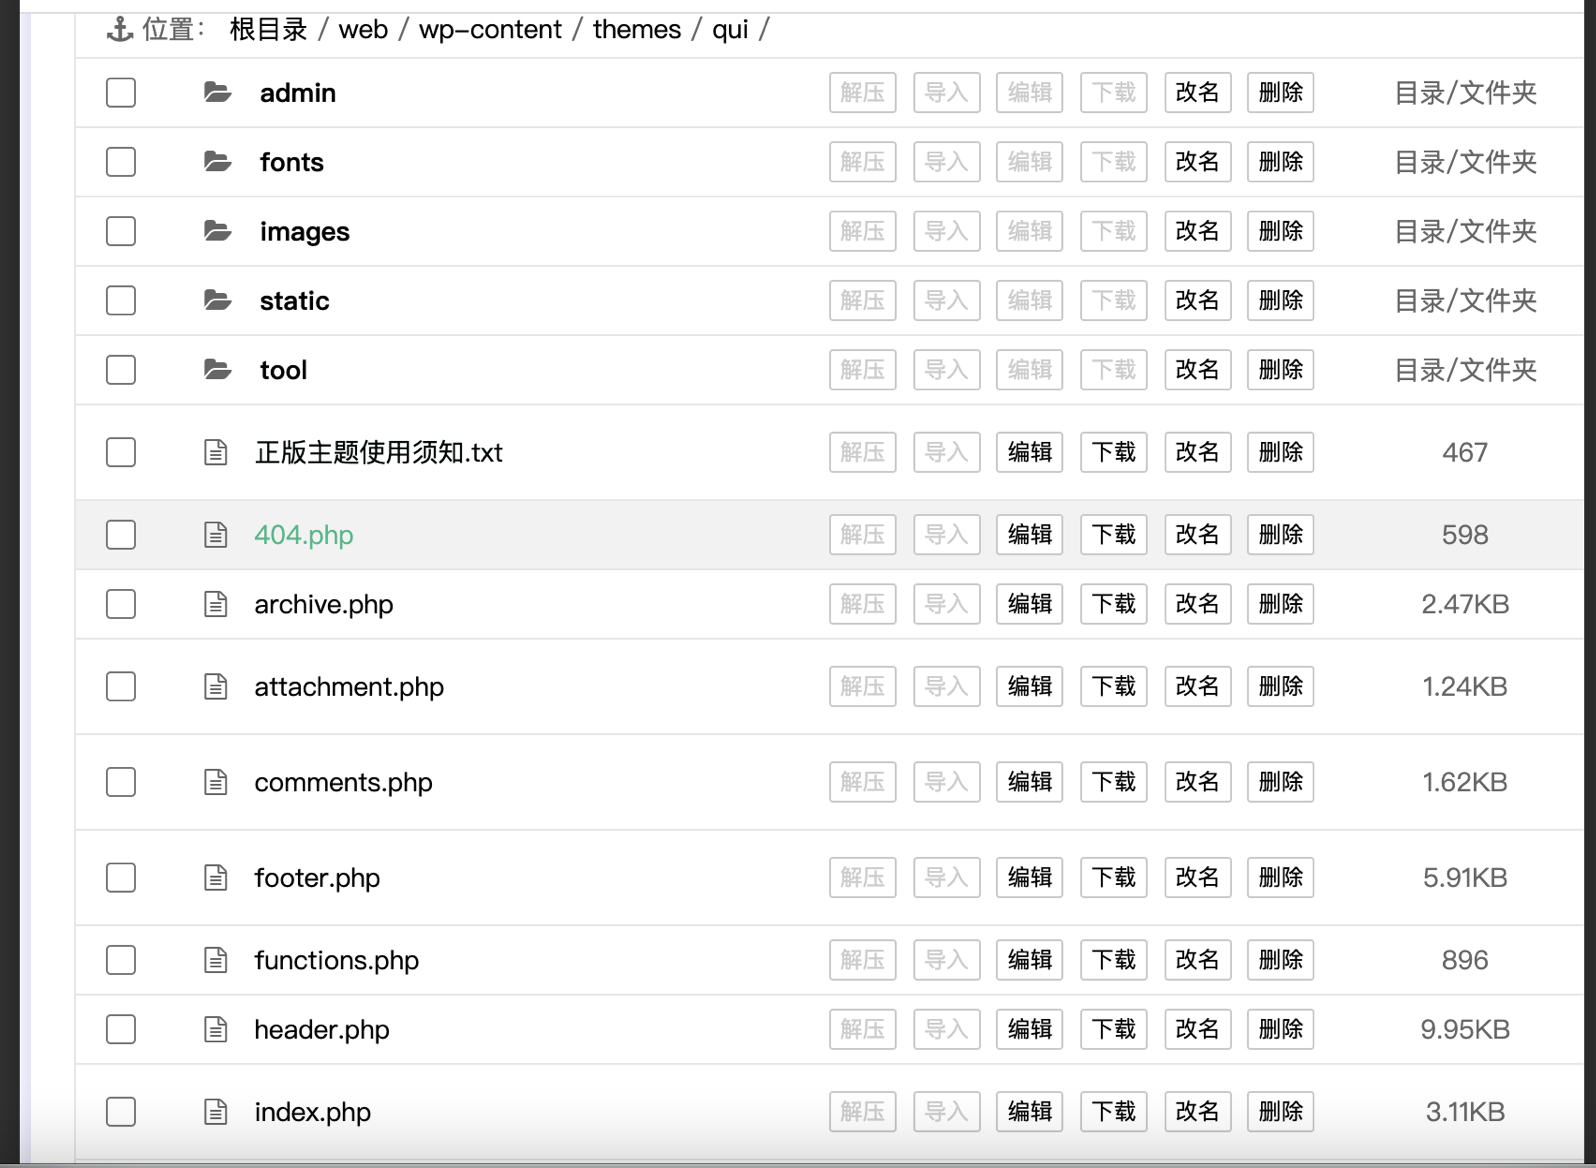 位置： 根目录 / web / wp-content / themes / qui /
admin 解压 导入 编辑 下载 改名 删除 目录/文件夹
fonts 解压 导入 编辑 下载 改名 删除 目录/文件夹
images 解压 导入 编辑 下载 改名 删除 目录/文件夹
static 解压 导入 编辑 下载 改名 删除 目录/文件夹
tool 解压 导入 编辑 下载 改名 删除 目录/文件夹
正版主题使用须知.txt 解压 导入 编辑 下载 改名 删除 467
404.php 解压 导入 编辑 下载 改名 删除 598
archive.php 解压 导入 编辑 下载 改名 删除 2.47KB
attachment.php 解压 导入 编辑 下载 改名 删除 1.24KB
comments.php 解压 导入 编辑 下载 改名 删除 1.62KB
footer.php 解压 导入 编辑 下载 改名 删除 5.91KB
functions.php 解压 导入 编辑 下载 改名 删除 896
header.php 解压 导入 编辑 下载 改名 删除 9.95KB
index.php 解压 导入 编辑 下载 改名 删除 3.11KB